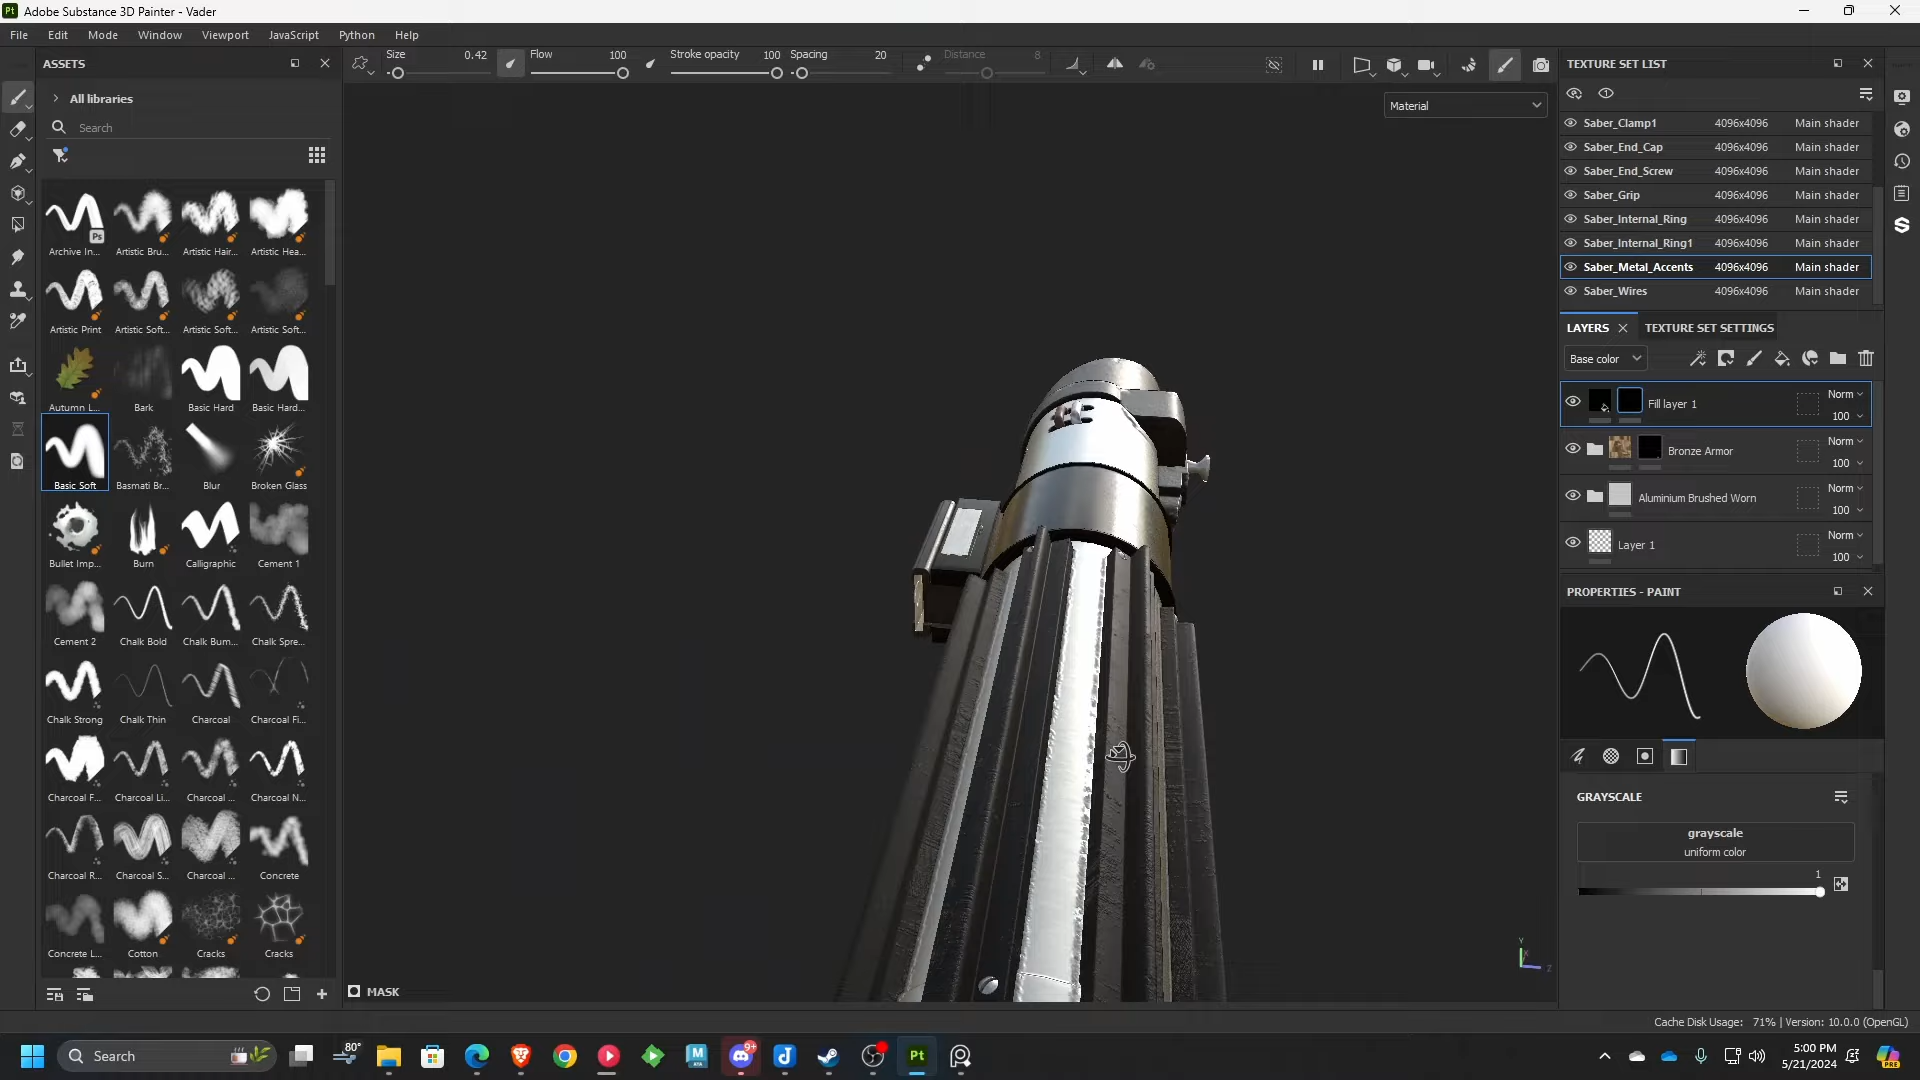 Adobe Substance 3D Painter - Vader
File Edit Mode Window Viewport JavaScript Python Help
ASSETS
Size 0.42 Flow 100 Stroke opacity 100 Spacing 20 Distance 8
All libraries
Search
Material
Archive In... Artistic Bru... Artistic Hair... Artistic Hea...
Artistic Print Artistic Soft... Artistic Soft... Artistic Soft...
Autumn L... Bark Basic Hard Basic Hard...
Basic Soft Basmati Br... Blur Broken Glass
Bullet Imp... Burn Calligraphic Cement 1
Cement 2 Chalk Bold Chalk Bum... Chalk Spre...
Chalk Strong Chalk Thin Charcoal Charcoal Fi...
Charcoal F... Charcoal Li... Charcoal ... Charcoal N...
Charcoal R... Charcoal S... Charcoal ... Concrete
Concrete L... Cotton Cracks Cracks
MASK
TEXTURE SET LIST
Saber_Clamp1 4096x4096 Main shader
Saber_End_Cap 4096x4096 Main shader
Saber_End_Screw 4096x4096 Main shader
Saber_Grip 4096x4096 Main shader
Saber_Internal_Ring 4096x4096 Main shader
Saber_Internal_Ring1 4096x4096 Main shader
Saber_Metal_Accents 4096x4096 Main shader
Saber_Wires 4096x4096 Main shader
LAYERS TEXTURE SET SETTINGS
Base color
Fill layer 1 Norm 100
Bronze Armor Norm 100
Aluminium Brushed Worn Norm 100
Layer 1 Norm 100
PROPERTIES - PAINT
GRAYSCALE
grayscale
uniform color
1
Y
Z
Cache Disk Usage: 71% | Version: 10.0.0 (OpenGL)
Search
80°
9+
5:00 PM
5/21/2024